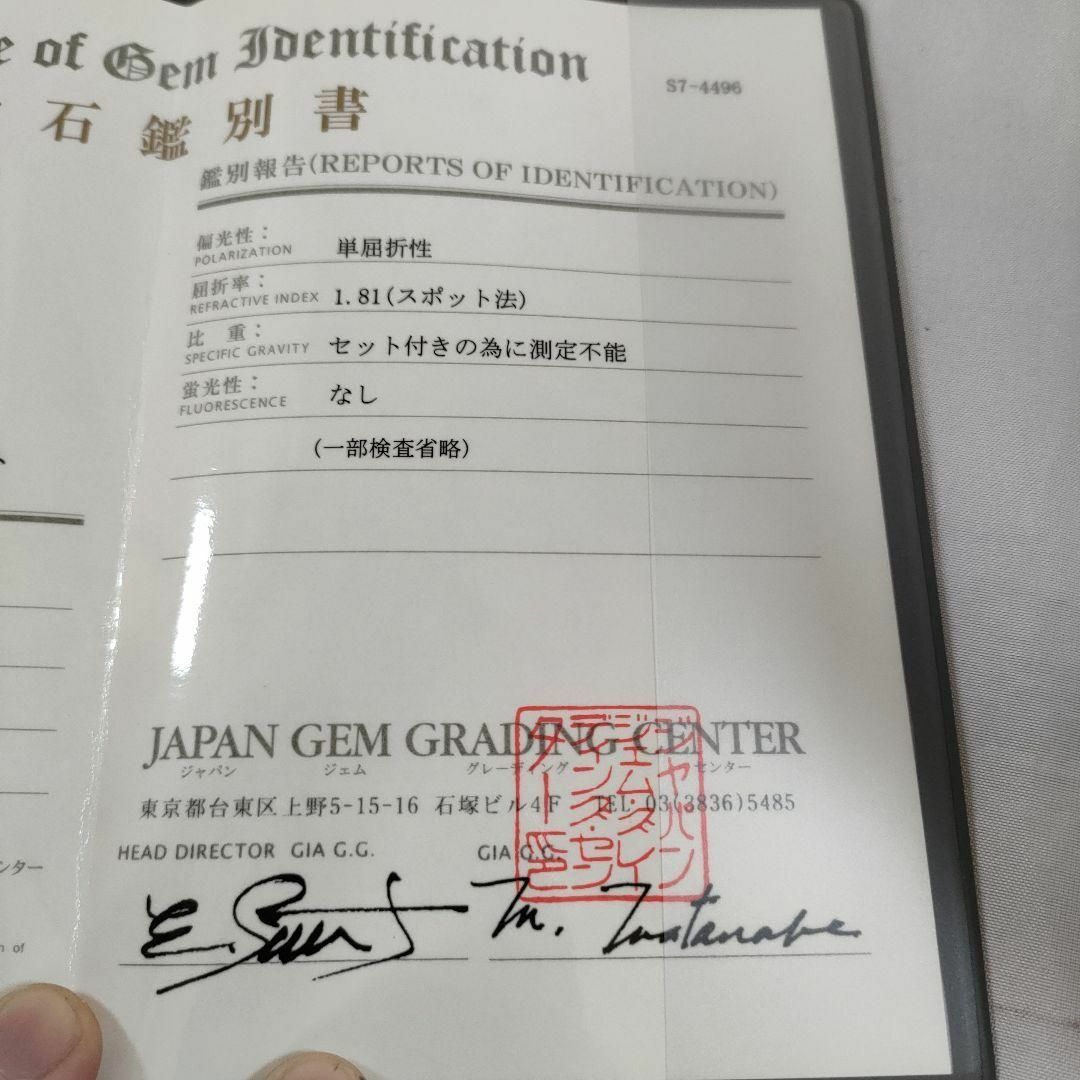 of Gem Identification
S7-4496
石鑑別書
鑑別報告(REPORTS OF IDENTIFICATION)
偏光性： 単屈折性
POLARIZATION
屈折率： 1.81(スポット法)
REFRACTIVE INDEX
比 重： セット付きの為に測定不能
SPECIFIC GRAVITY
蛍光性： なし
FLUORESCENCE
(一部検査省略)
JAPAN GEM GRADING CENTER
ジャパン ジェム グレーディング センター
東京都台東区上野5-15-16 石塚ビル4F TEL 03(3836)5485
HEAD DIRECTOR GIA G.G. GIA G.G.
M. Watanabe
ンター
n of